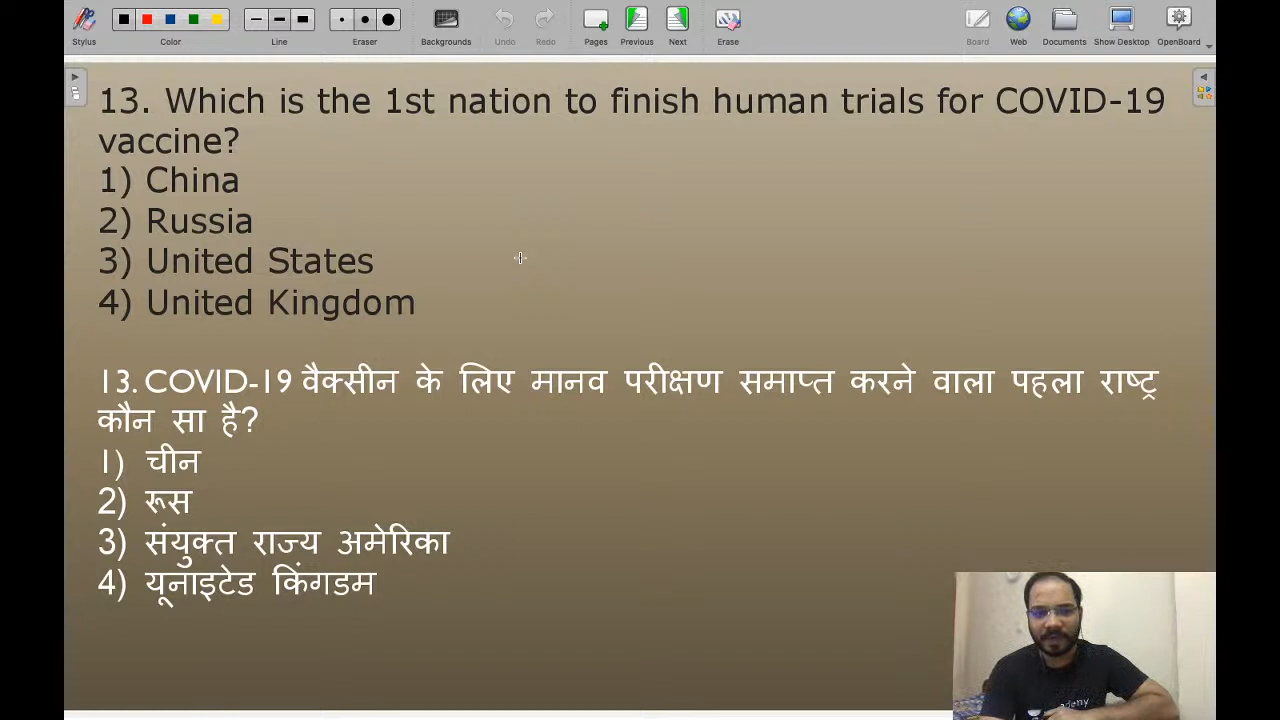 Stylus
Color
Line
Eraser
Backgrounds
Undo
Redo
Pages
Previous
Next
Erase
Board
Web
Documents
Show Desktop
OpenBoard
13. Which is the 1st nation to finish human trials for COVID-19
vaccine?
1) China
2) Russia
3) United States
4) United Kingdom
13. COVID-19 वैक्सीन के लिए मानव परीक्षण समाप्त करने वाला पहला राष्ट्र
कौन सा है?
1) चीन
2) रूस
3) संयुक्त राज्य अमेरिका
4) यूनाइटेड किंगडम